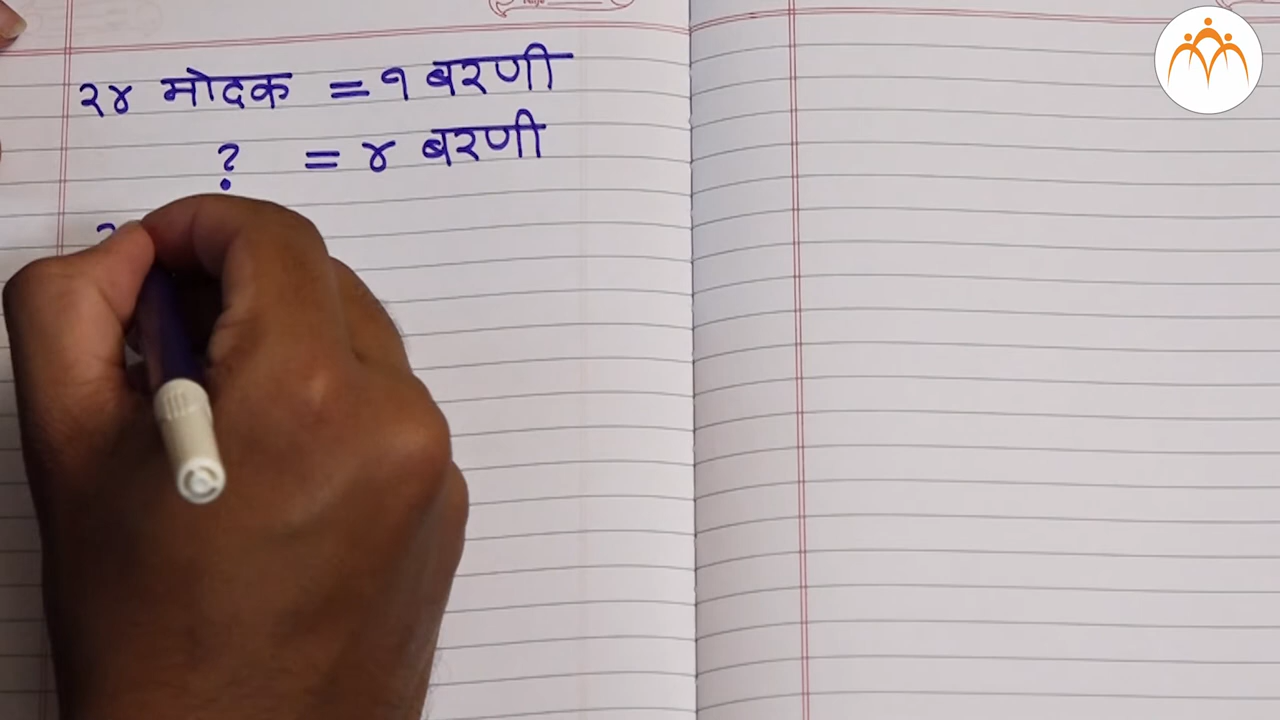 २४ मोदक = १ बरणी
? = ४ बरणी